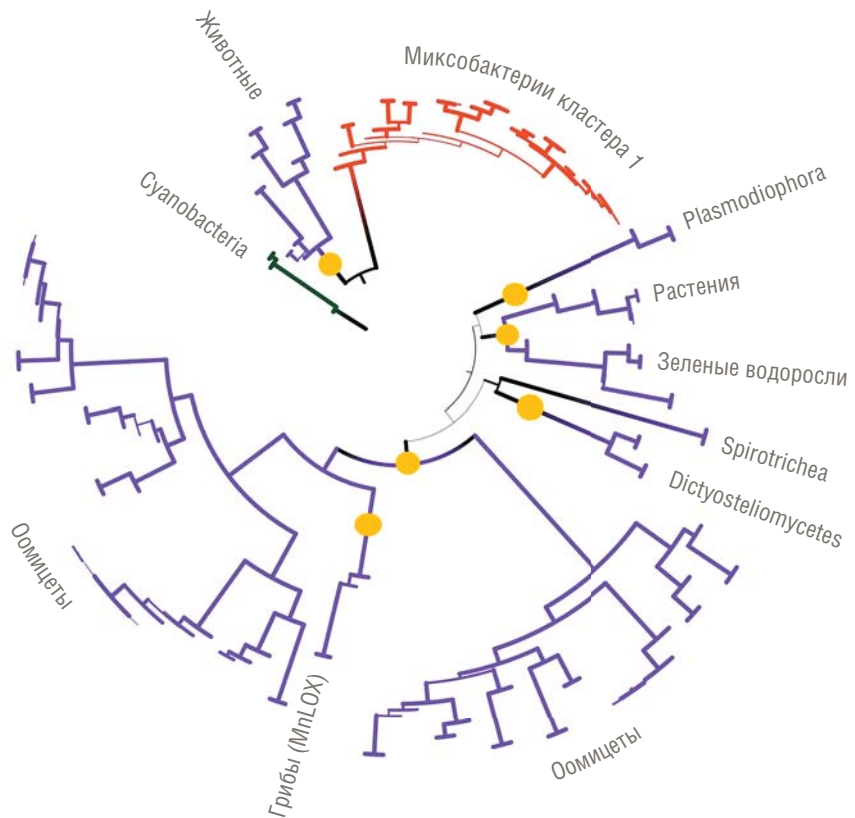 Животные
Миксобактерии кластера 1
Cyanobacteria
Plasmodiophora
Растения
Зеленые водоросли
Spirotrichea
Dictyosteliomycetes
Оомицеты
Грибы (MnLOX)
Оомицеты